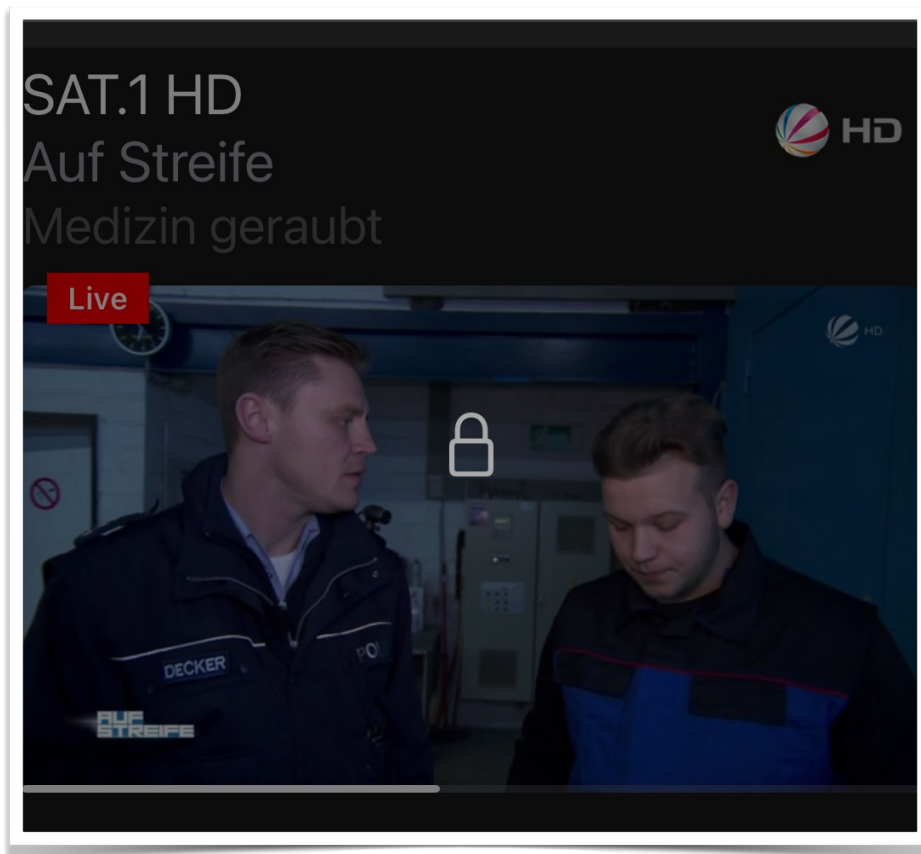 SAT.1 HD
HD
Auf Streife
Medizin geraubt
Live
HD
DECKER
POL
AUF
STREIFE